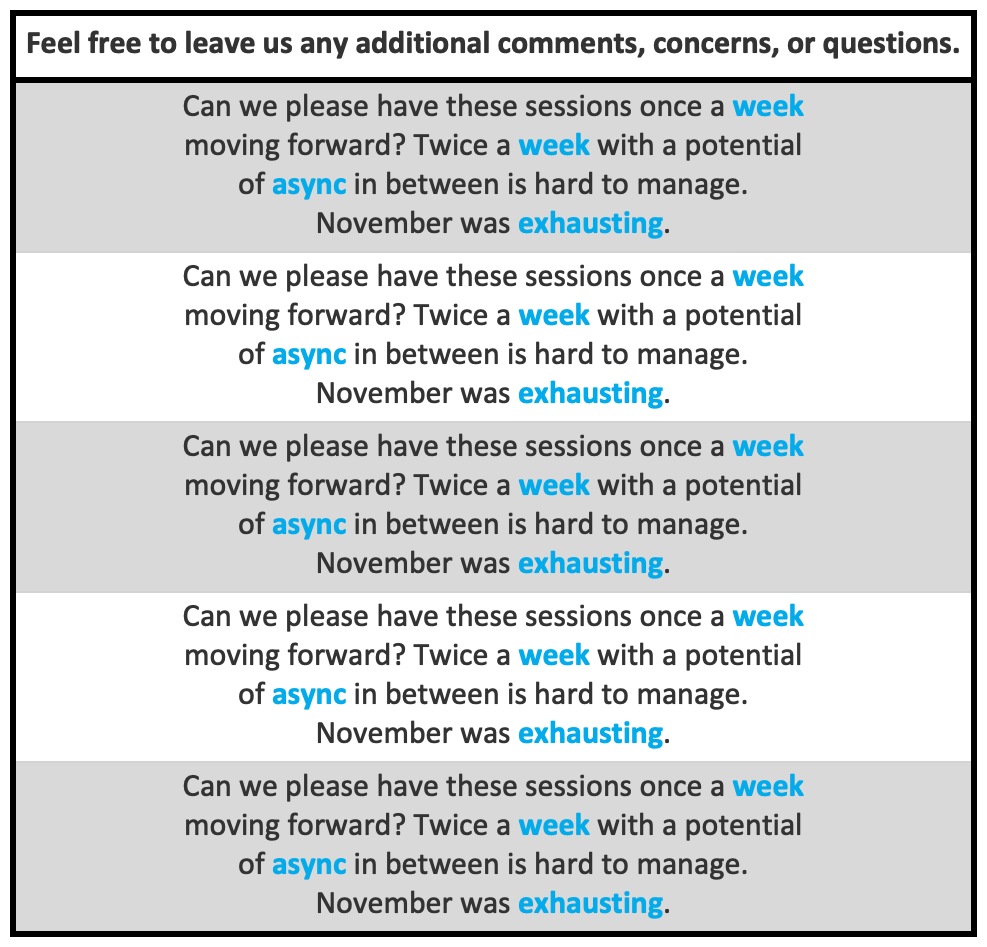 Feel free to leave us any additional comments, concerns, or questions.
Can we please have these sessions once a week
moving forward? Twice a week with a potential
of async in between is hard to manage.
November was exhausting.
Can we please have these sessions once a week
moving forward? Twice a week with a potential
of async in between is hard to manage.
November was exhausting.
Can we please have these sessions once a week
moving forward? Twice a week with a potential
of async in between is hard to manage.
November was exhausting.
Can we please have these sessions once a week
moving forward? Twice a week with a potential
of async in between is hard to manage.
November was exhausting.
Can we please have these sessions once a week
moving forward? Twice a week with a potential
of async in between is hard to manage.
November was exhausting.